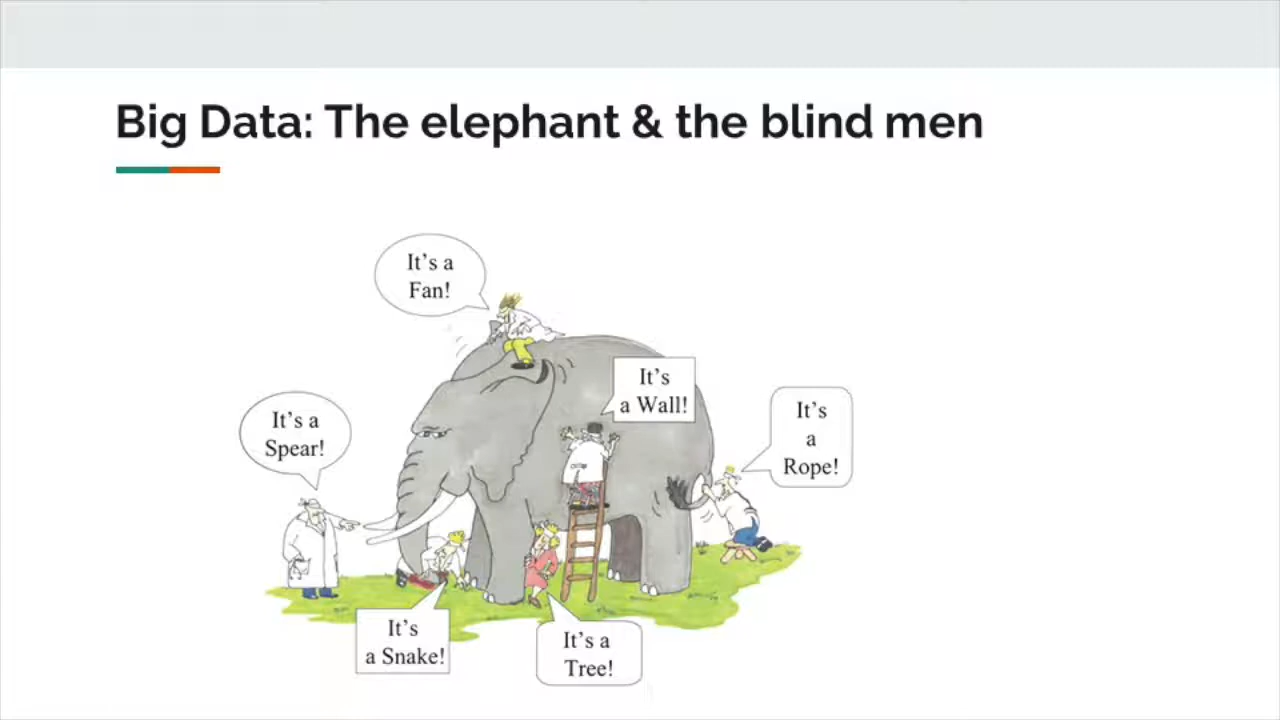 Big Data: The elephant & the blind men
It's a
Fan!
It's
a Wall!
It's
a
Rope!
It's a
Spear!
It's
a Snake!
It's a
Tree!